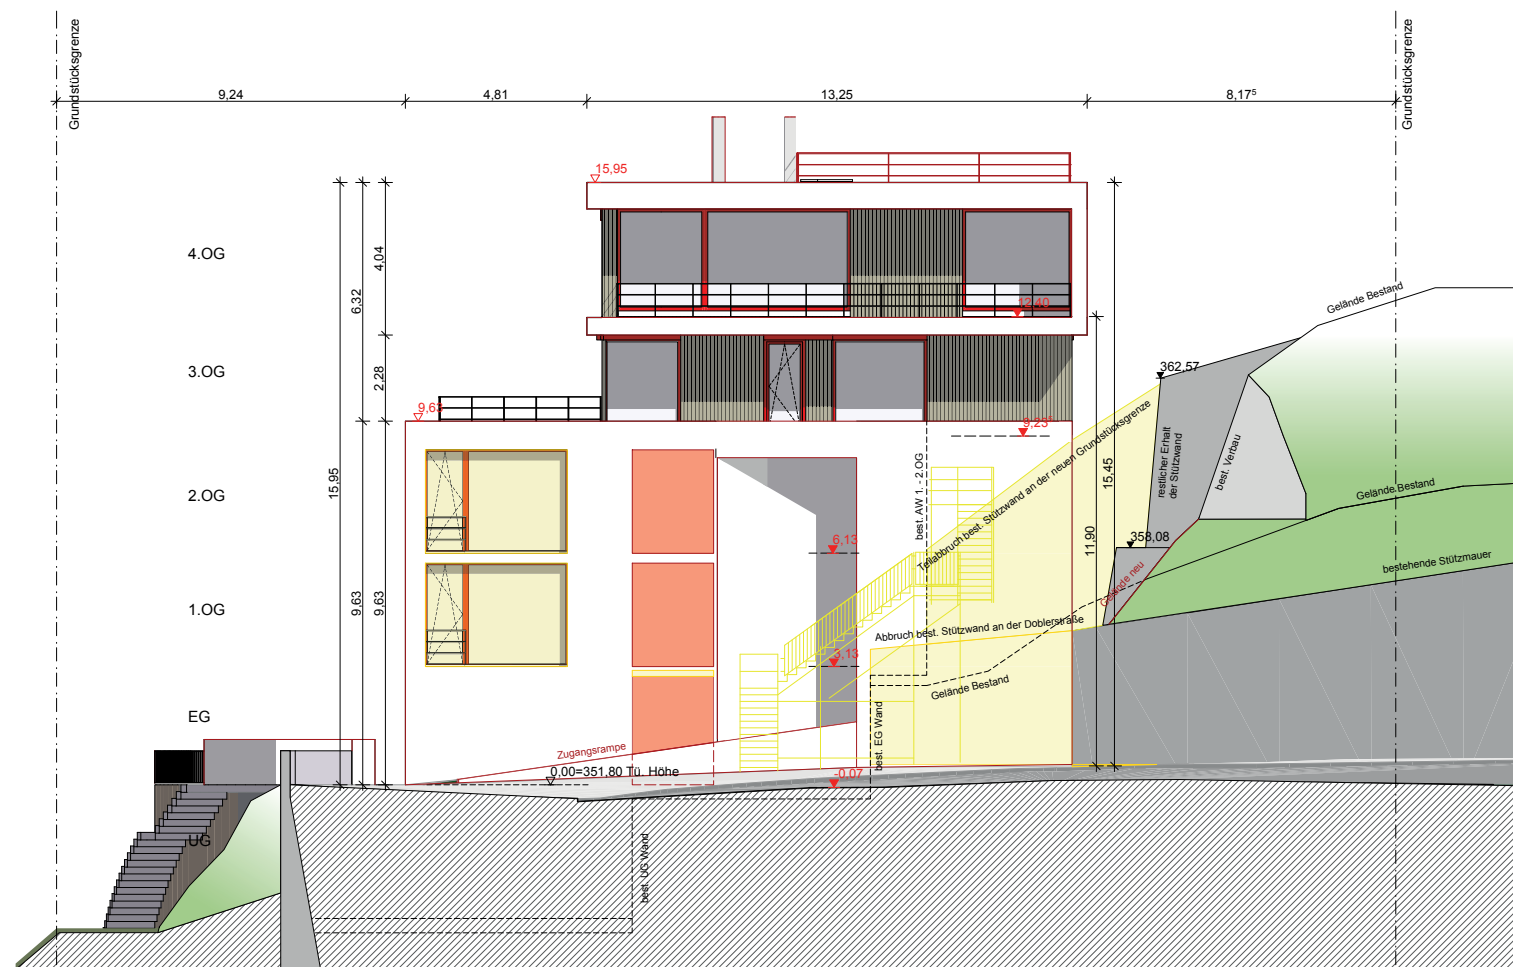 Grundstücksgrenze
Grundstücksgrenze
9,24
4,81
13,25
8,17⁵
15,95
4.OG
4,04
6,32
12,40
Gelände Bestand
3.OG
2,28
362,57
9,63
9,23⁵
restlicher Erhalt
der Stützwand
best. Verbau
Teilabbruch best. Stützwand an der neuen Grundstücksgrenze
best. AW 1. - 2.OG
15,95
15,45
2.OG
Gelände Bestand
6,13
358,08
11,90
bestehende Stützmauer
Gelände neu
1.OG
9,63
9,63
Abbruch best. Stützwand an der Doblerstraße
3,13
Gelände Bestand
EG
best. EG Wand
Zugangsrampe
0,00=351,80 Tü. Höhe
-0.07
UG
best. UG Wand